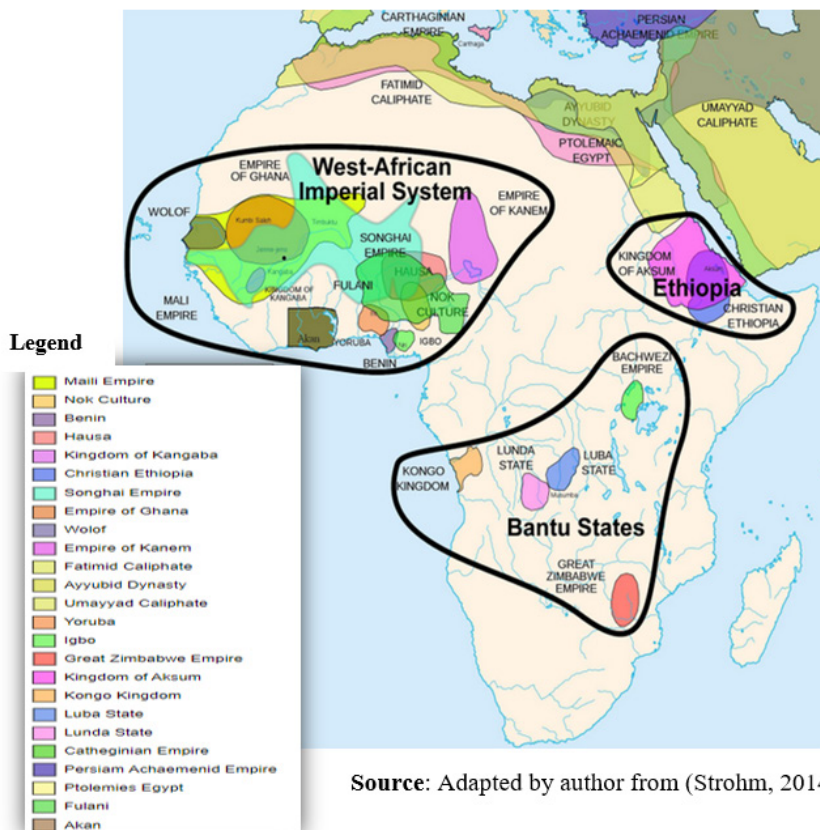 CARTHAGINIAN
EMPIRE
Carthage
PERSIAN
ACHAEMENID EMPIRE
FATIMID
CALIPHATE
AYYUBID
DYNASTY
UMAYYAD
CALIPHATE
PTOLEMAIC
EGYPT
EMPIRE
OF GHANA
West-African
Imperial System
WOLOF
EMPIRE
OF KANEM
Kumbi Saleh
Timbuktu
SONGHAI
EMPIRE
Kangaba
HAUSA
KINGDOM OF
KANGABA
FULANI
NOK
CULTURE
MALI
EMPIRE
Akan
YORUBA
IGBO
BENIN
KINGDOM
OF AKSUM
Ethiopia
CHRISTIAN
ETHIOPIA
BACHWEZI
EMPIRE
LUNDA
STATE
LUBA
STATE
KONGO
KINGDOM
Bantu States
GREAT
ZIMBABWE
EMPIRE
Legend
Maili Empire
Nok Culture
Benin
Hausa
Kingdom of Kangaba
Christian Ethiopia
Songhai Empire
Empire of Ghana
Wolof
Empire of Kanem
Fatimid Caliphate
Ayyubid Dynasty
Umayyad Caliphate
Yoruba
Igbo
Great Zimbabwe Empire
Kingdom of Aksum
Kongo Kingdom
Luba State
Lunda State
Catheginian Empire
Persiam Achaemenid Empire
Ptolemies Egypt
Fulani
Akan
Source: Adapted by author from (Strohm, 2014